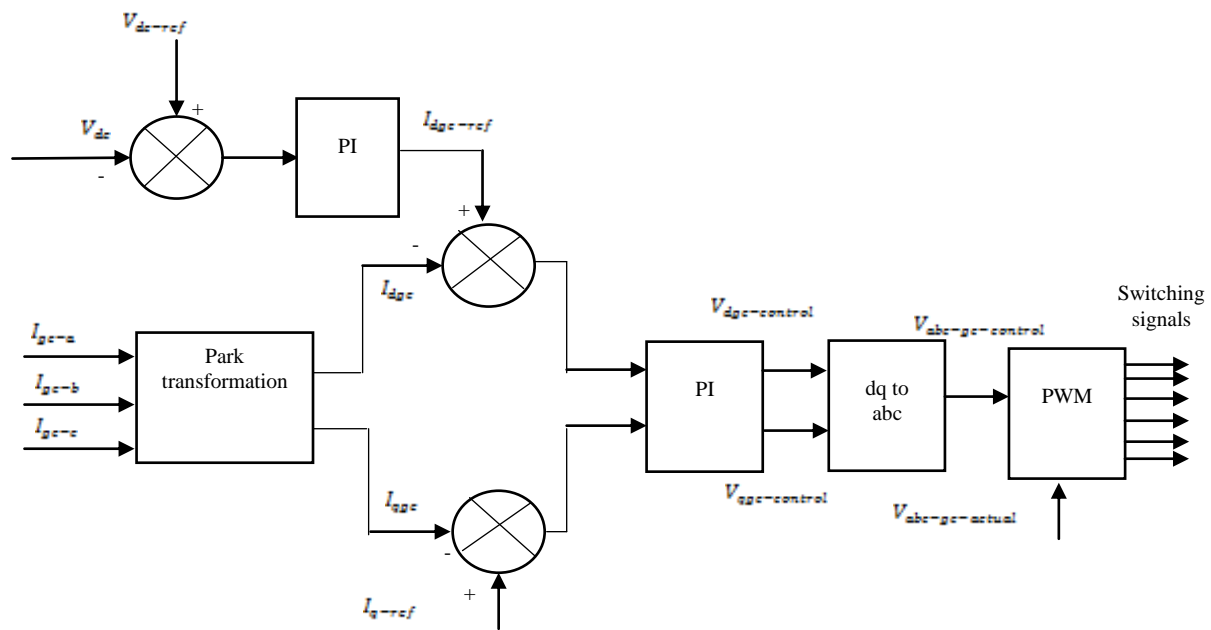 V_dc-ref
+
V_dc
-
PI
I_dgc-ref
+
-
I_dgc
I_gc-a
I_gc-b
I_gc-c
Park
transformation
I_qgc
-
+
I_q-ref
V_dgc-control
PI
V_qgc-control
dq to
abc
V_abc-gc-control
PWM
V_abc-gc-actual
Switching
signals